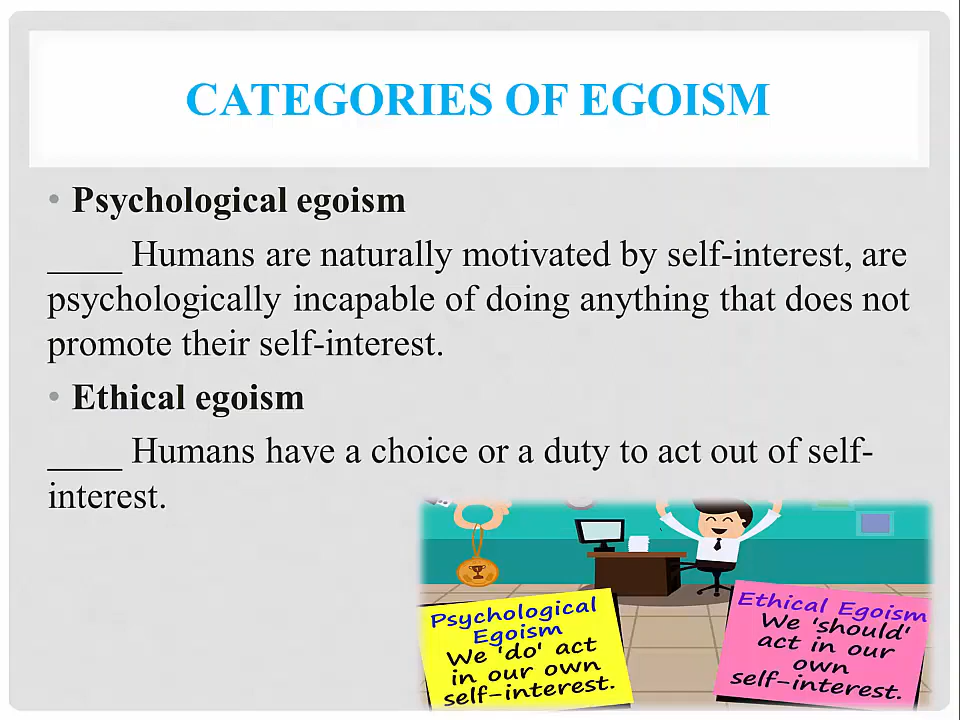 CATEGORIES OF EGOISM
• Psychological egoism
____ Humans are naturally motivated by self-interest, are
psychologically incapable of doing anything that does not
promote their self-interest.
• Ethical egoism
____ Humans have a choice or a duty to act out of self-
interest.
Psychological
Egoism
We 'do' act
in our own
self-interest.
Ethical Egoism
We 'should'
act in our
own
self-interest.